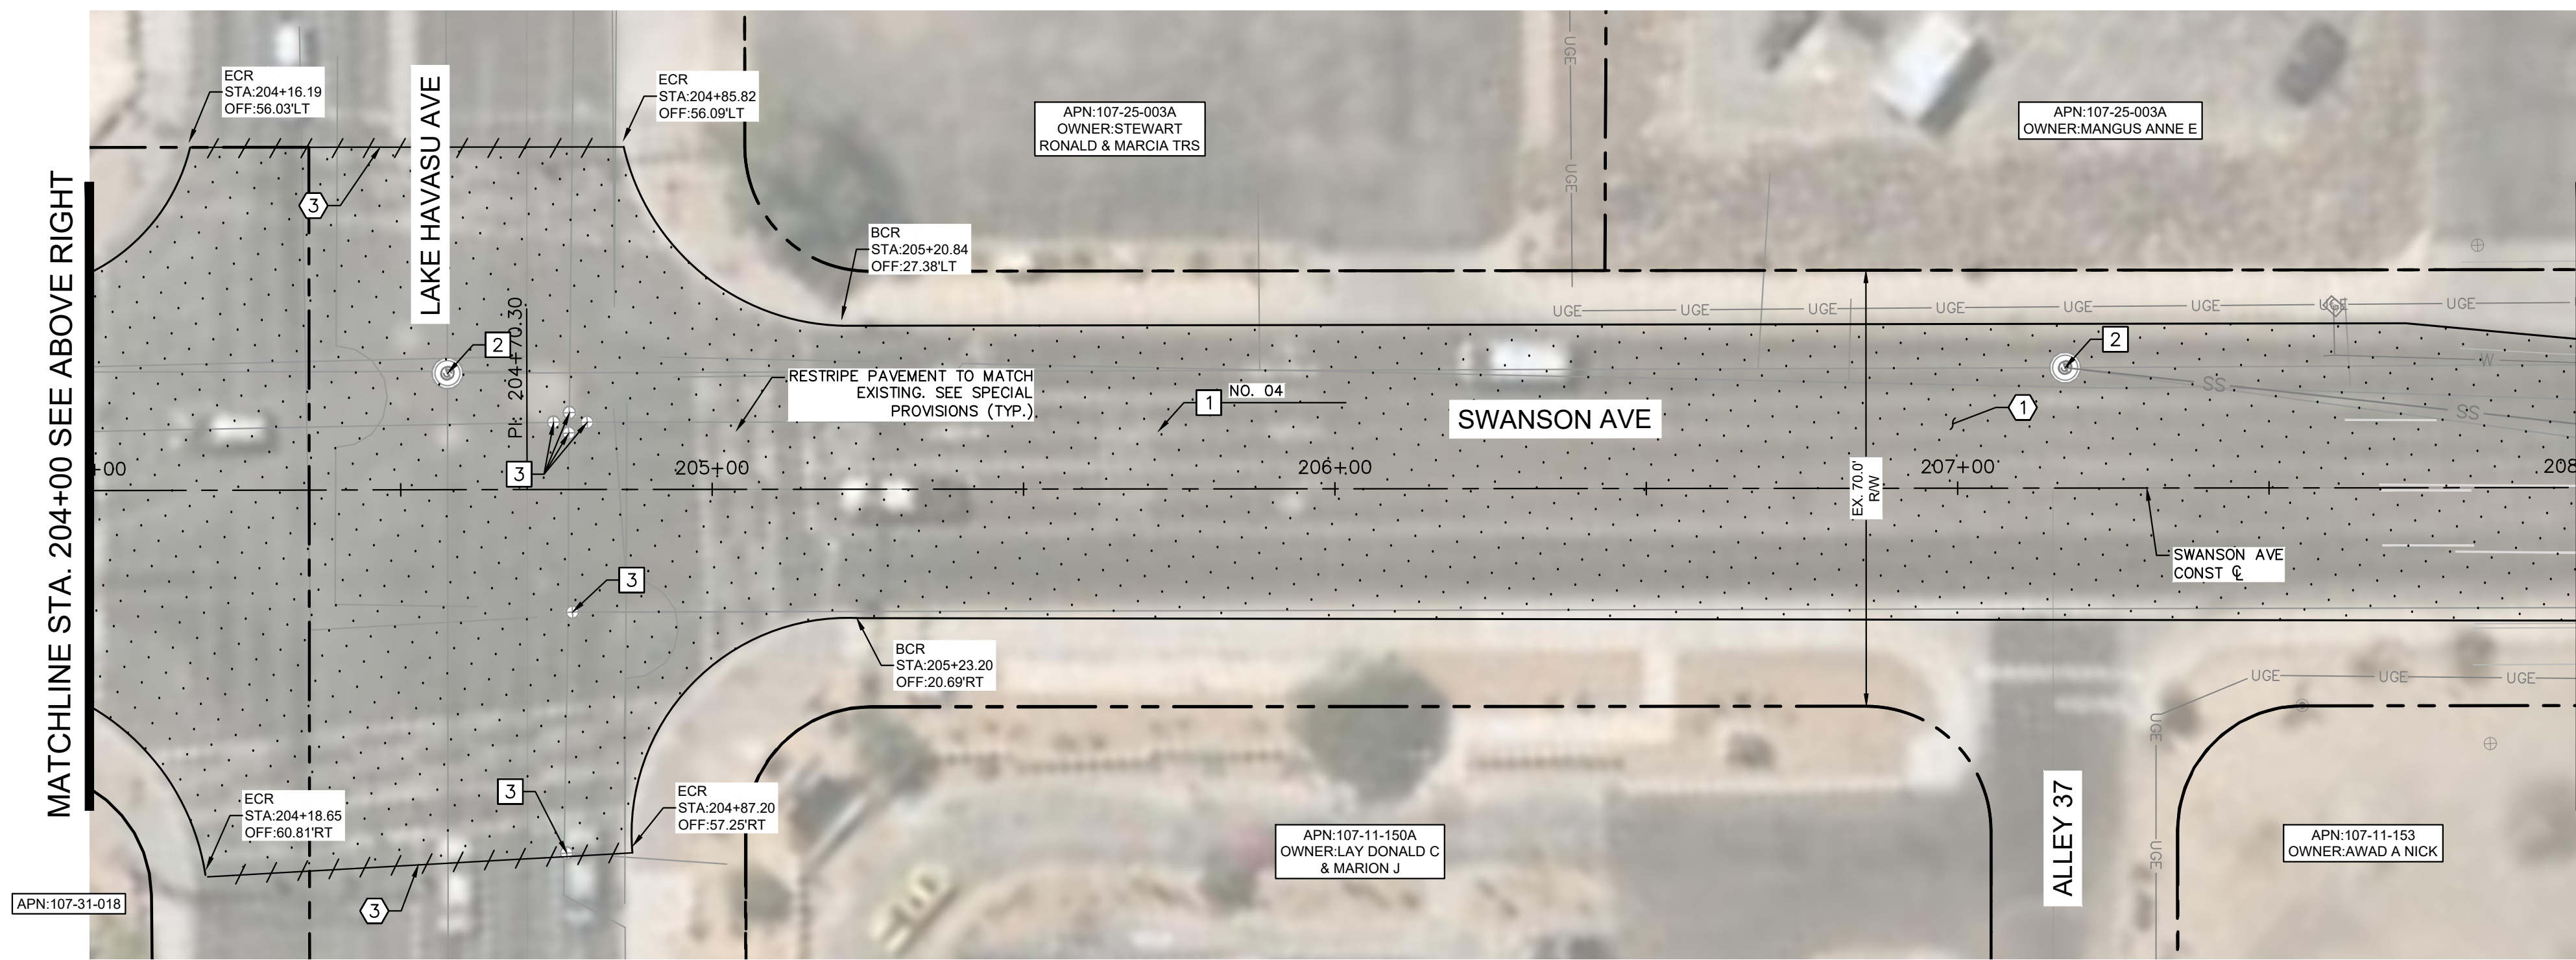 MATCHLINE STA. 204+00 SEE ABOVE RIGHT
ECR
STA:204+16.19
OFF:56.03'LT
LAKE HAVASU AVE
ECR
STA:204+85.82
OFF:56.09'LT
APN:107-25-003A
OWNER:STEWART
RONALD & MARCIA TRS
UGE
UGE
APN:107-25-003A
OWNER:MANGUS ANNE E
3
BCR
STA:205+20.84
OFF:27.38'LT
UGE
UGE
UGE
UGE
UGE
UGE
UGE
UGE
2
PI: 204+70.30
2
W
RESTRIPE PAVEMENT TO MATCH
EXISTING. SEE SPECIAL
PROVISIONS (TYP.)
1
NO. 04
SWANSON AVE
1
SS
SS
3
+00
205+00
206+00
207+00
208
EX. 70.0'
R/W
SWANSON AVE
CONST ℄
3
BCR
STA:205+23.20
OFF:20.69'RT
UGE
UGE
UGE
UGE
UGE
3
ECR
STA:204+18.65
OFF:60.81'RT
ECR
STA:204+87.20
OFF:57.25'RT
APN:107-11-150A
OWNER:LAY DONALD C
& MARION J
ALLEY 37
APN:107-11-153
OWNER:AWAD A NICK
APN:107-31-018
3